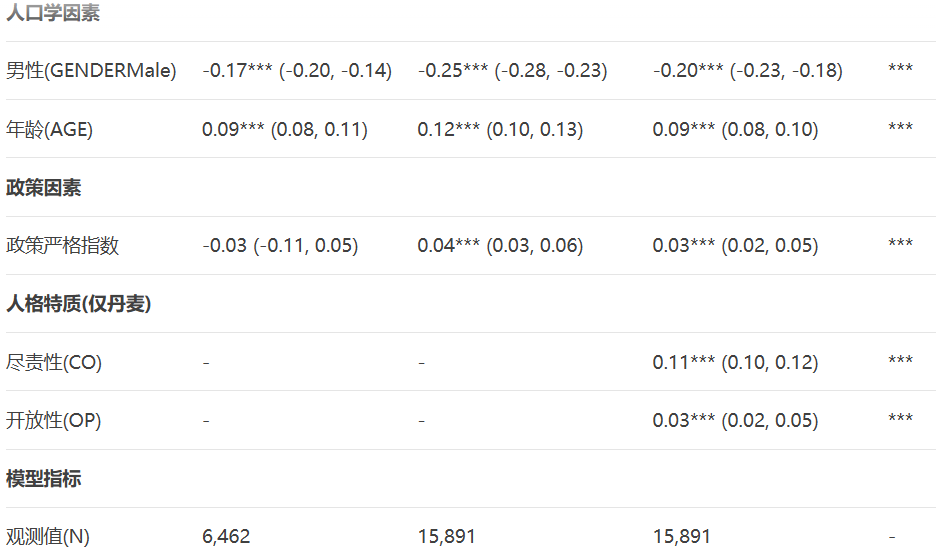 人口学因素
男性(GENDERMale) -0.17*** (-0.20, -0.14) -0.25*** (-0.28, -0.23) -0.20*** (-0.23, -0.18) ***
年龄(AGE) 0.09*** (0.08, 0.11) 0.12*** (0.10, 0.13) 0.09*** (0.08, 0.10) ***
政策因素
政策严格指数 -0.03 (-0.11, 0.05) 0.04*** (0.03, 0.06) 0.03*** (0.02, 0.05) ***
人格特质(仅丹麦)
尽责性(CO) - - 0.11*** (0.10, 0.12) ***
开放性(OP) - - 0.03*** (0.02, 0.05) ***
模型指标
观测值(N) 6,462 15,891 15,891 -